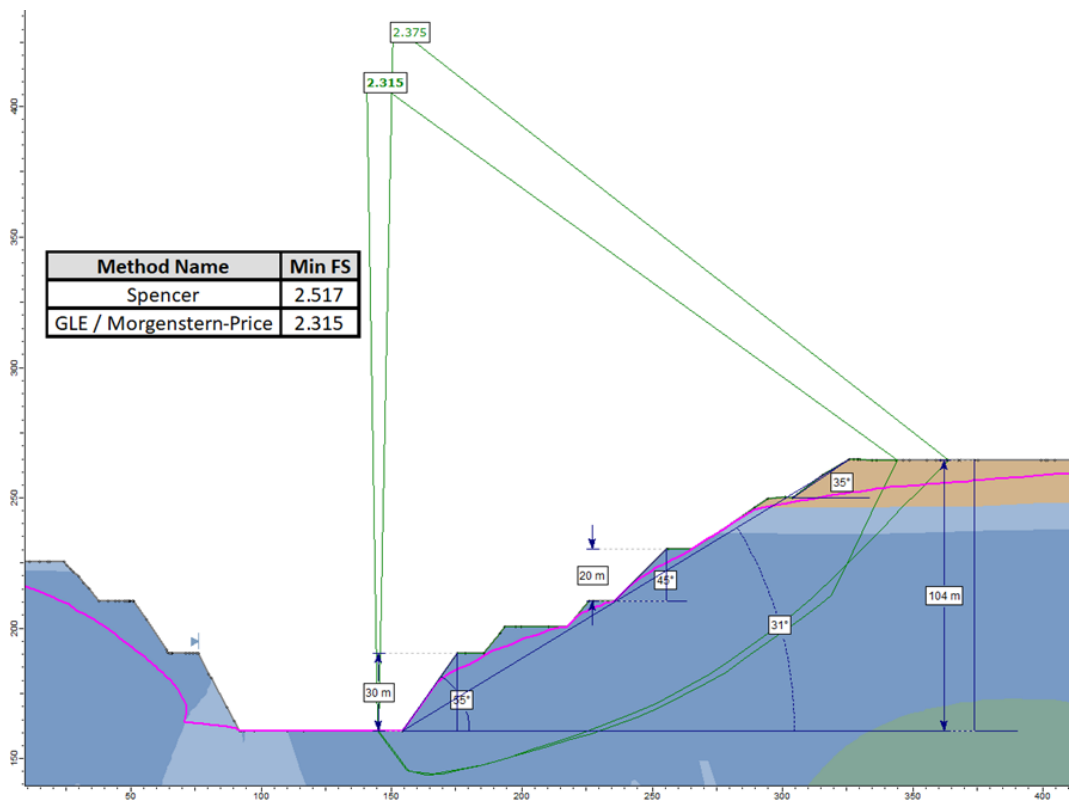 2.375
2.315
400
350
300
250
200
150
Method Name Min FS
Spencer 2.517
GLE / Morgenstern-Price 2.315
35°
20 m
45°
104 m
31°
30 m
55°
50 100 150 200 250 300 350 400